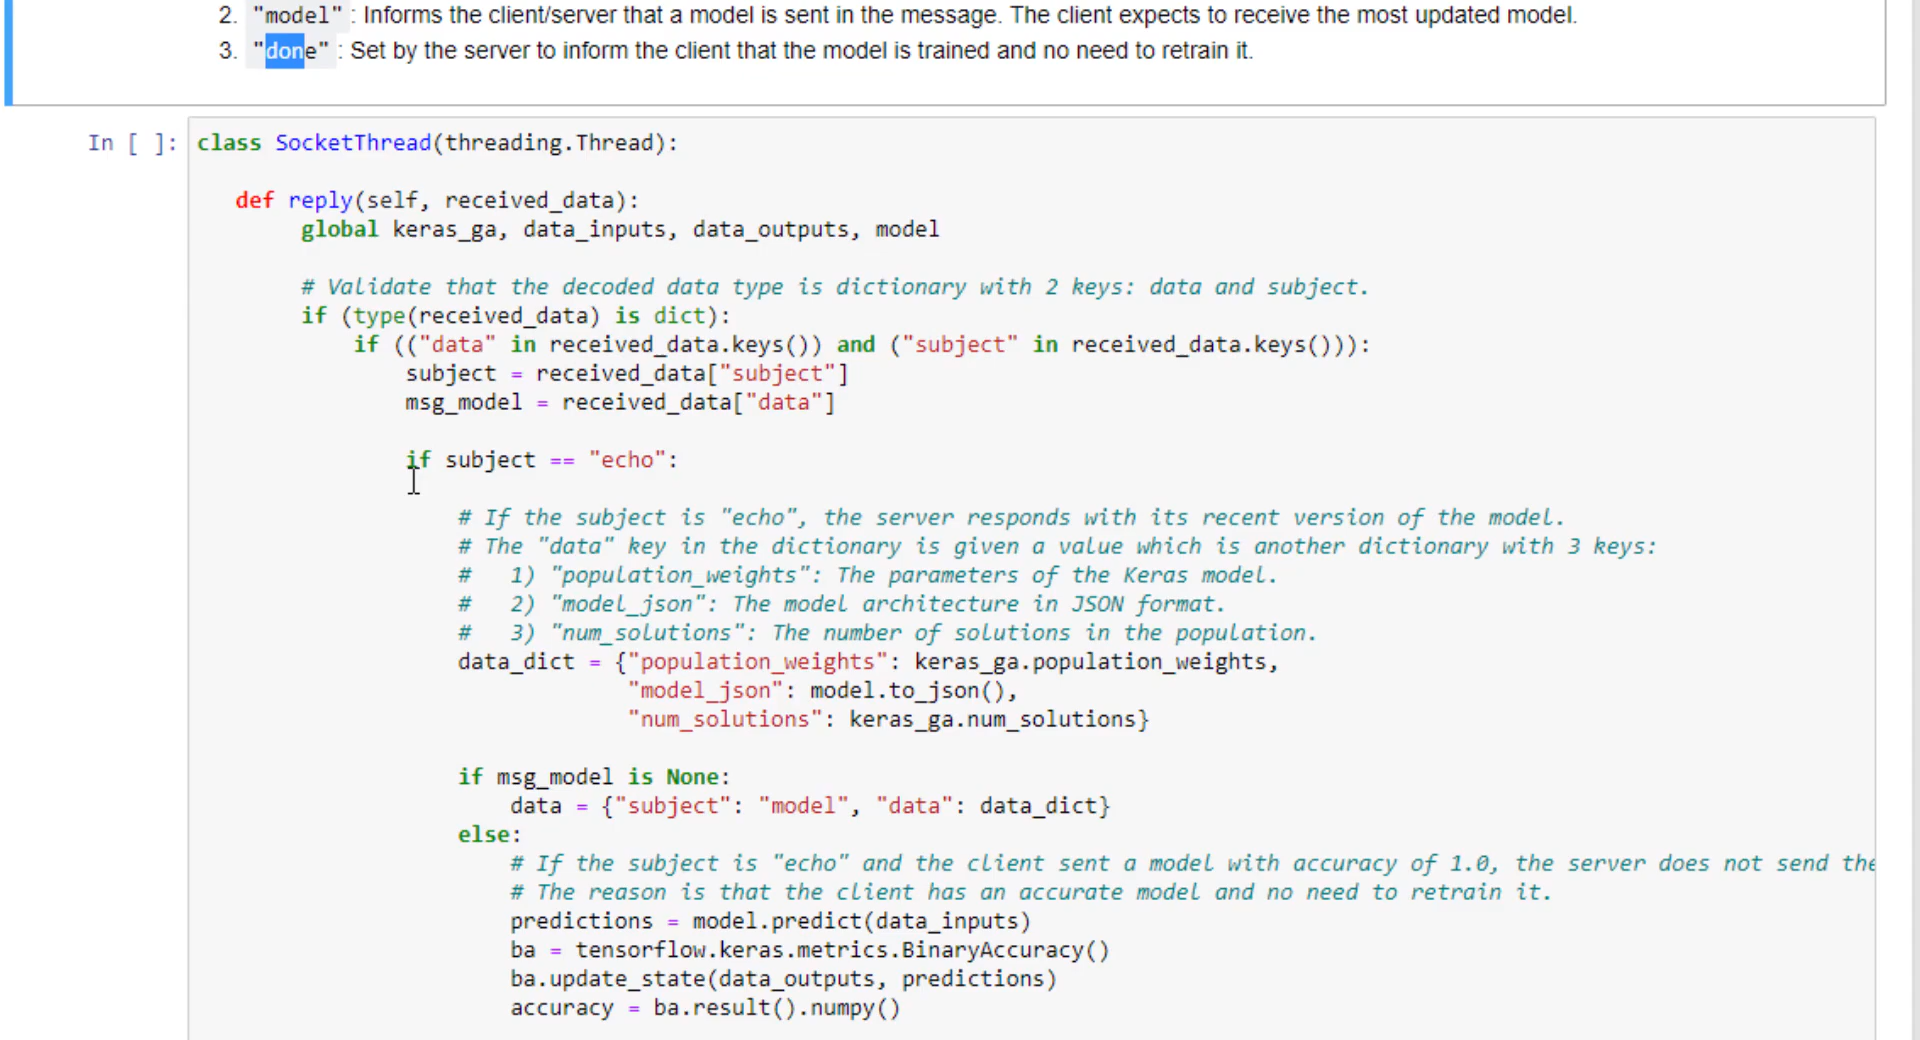 2. "model" : Informs the client/server that a model is sent in the message. The client expects to receive the most updated model.
3. "done" : Set by the server to inform the client that the model is trained and no need to retrain it.
In [ ]: class SocketThread(threading.Thread):
def reply(self, received_data):
global keras_ga, data_inputs, data_outputs, model
# Validate that the decoded data type is dictionary with 2 keys: data and subject.
if (type(received_data) is dict):
if (("data" in received_data.keys()) and ("subject" in received_data.keys())):
subject = received_data["subject"]
msg_model = received_data["data"]
if subject == "echo":
# If the subject is "echo", the server responds with its recent version of the model.
# The "data" key in the dictionary is given a value which is another dictionary with 3 keys:
#   1) "population_weights": The parameters of the Keras model.
#   2) "model_json": The model architecture in JSON format.
#   3) "num_solutions": The number of solutions in the population.
data_dict = {"population_weights": keras_ga.population_weights,
"model_json": model.to_json(),
"num_solutions": keras_ga.num_solutions}
if msg_model is None:
data = {"subject": "model", "data": data_dict}
else:
# If the subject is "echo" and the client sent a model with accuracy of 1.0, the server does not send the
# The reason is that the client has an accurate model and no need to retrain it.
predictions = model.predict(data_inputs)
ba = tensorflow.keras.metrics.BinaryAccuracy()
ba.update_state(data_outputs, predictions)
accuracy = ba.result().numpy()